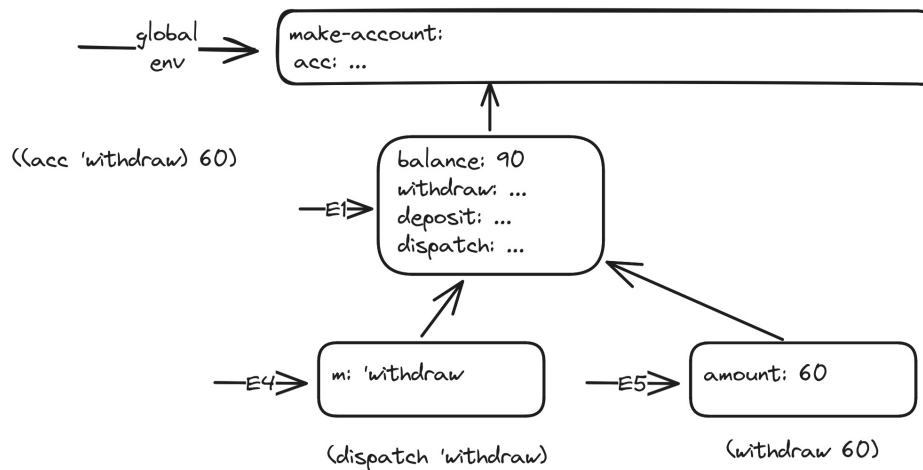 global
env
make-account:
acc: ...
((acc 'withdraw) 60)
E1
balance: 90
withdraw: ...
deposit: ...
dispatch: ...
E4
m: 'withdraw
E5
amount: 60
(dispatch 'withdraw)
(withdraw 60)